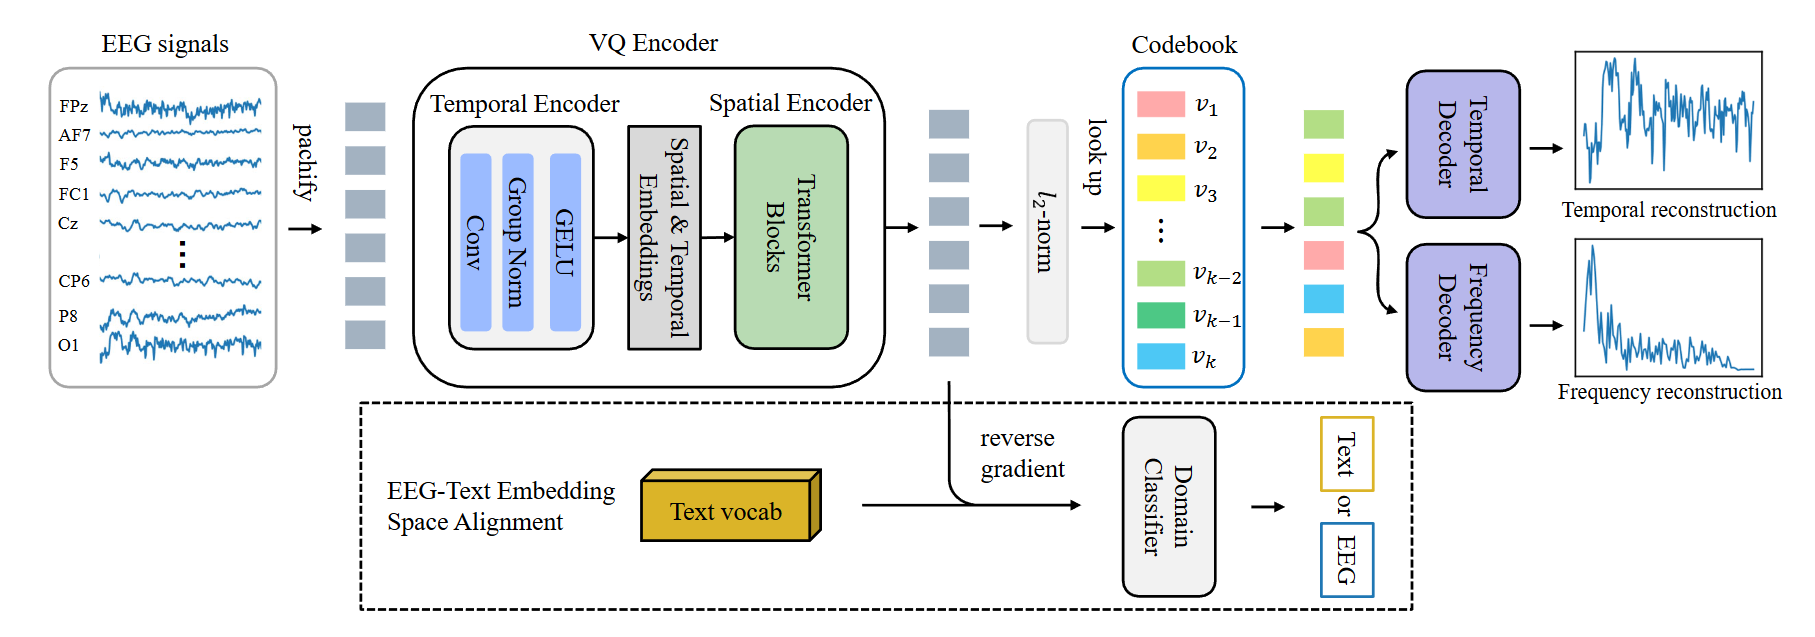 EEG signals
FPz
AF7
F5
FC1
Cz
CP6
P8
O1
pachify
VQ Encoder
Temporal Encoder
Conv
Group Norm
GELU
Spatial & Temporal
Embeddings
Spatial Encoder
Transformer
Blocks
l₂-norm
look up
Codebook
v₁
v₂
v₃
...
vₖ₋₂
vₖ₋₁
vₖ
Temporal
Decoder
Temporal reconstruction
Frequency
Decoder
Frequency reconstruction
EEG-Text Embedding
Space Alignment
Text vocab
reverse
gradient
Domain
Classifier
Text
or
EEG